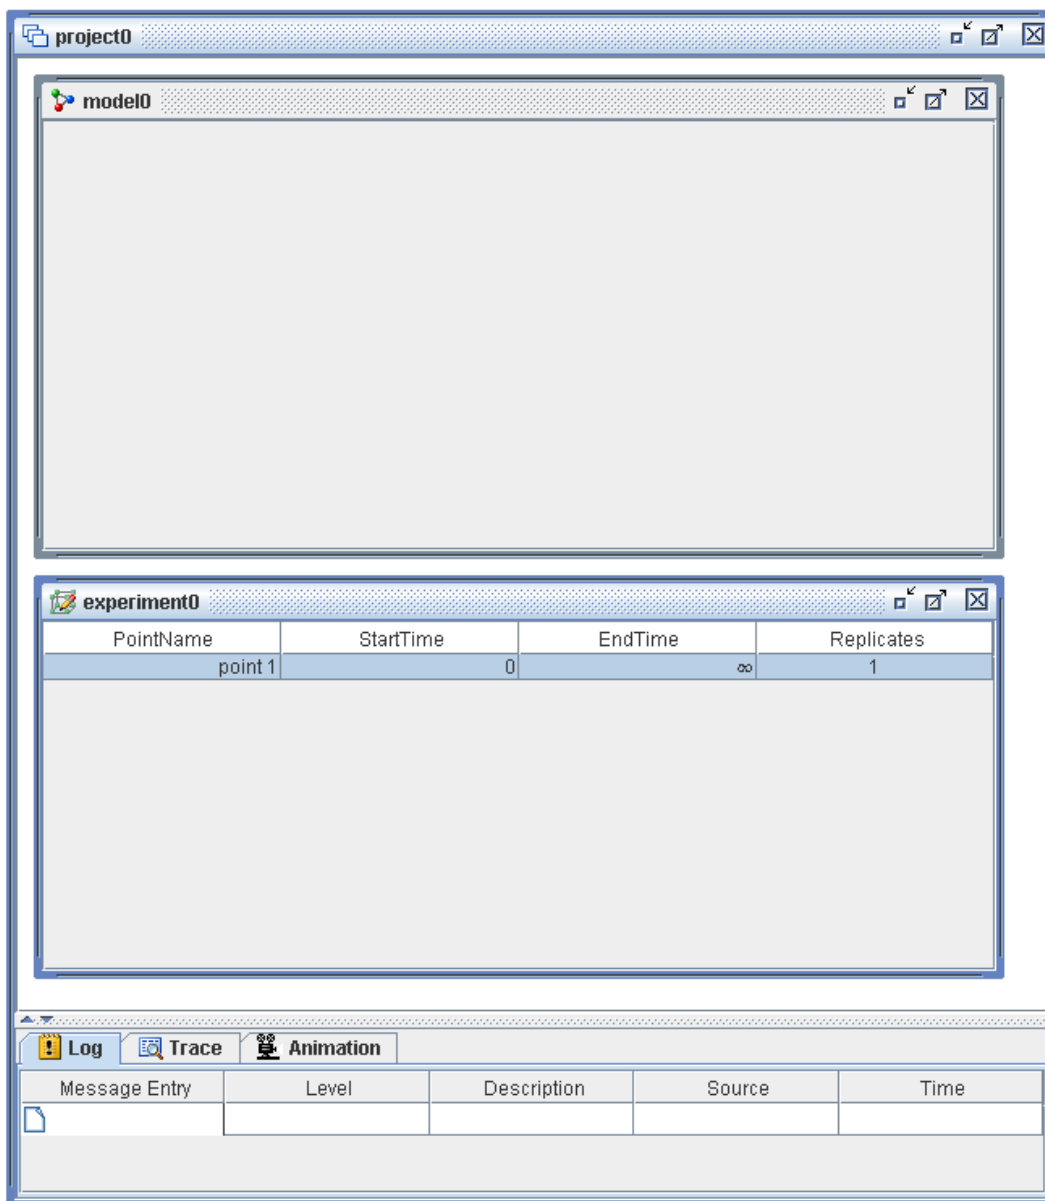 project0
model0
experiment0
PointName StartTime EndTime Replicates
point 1 0 ∞ 1
Log Trace Animation
Message Entry Level Description Source Time